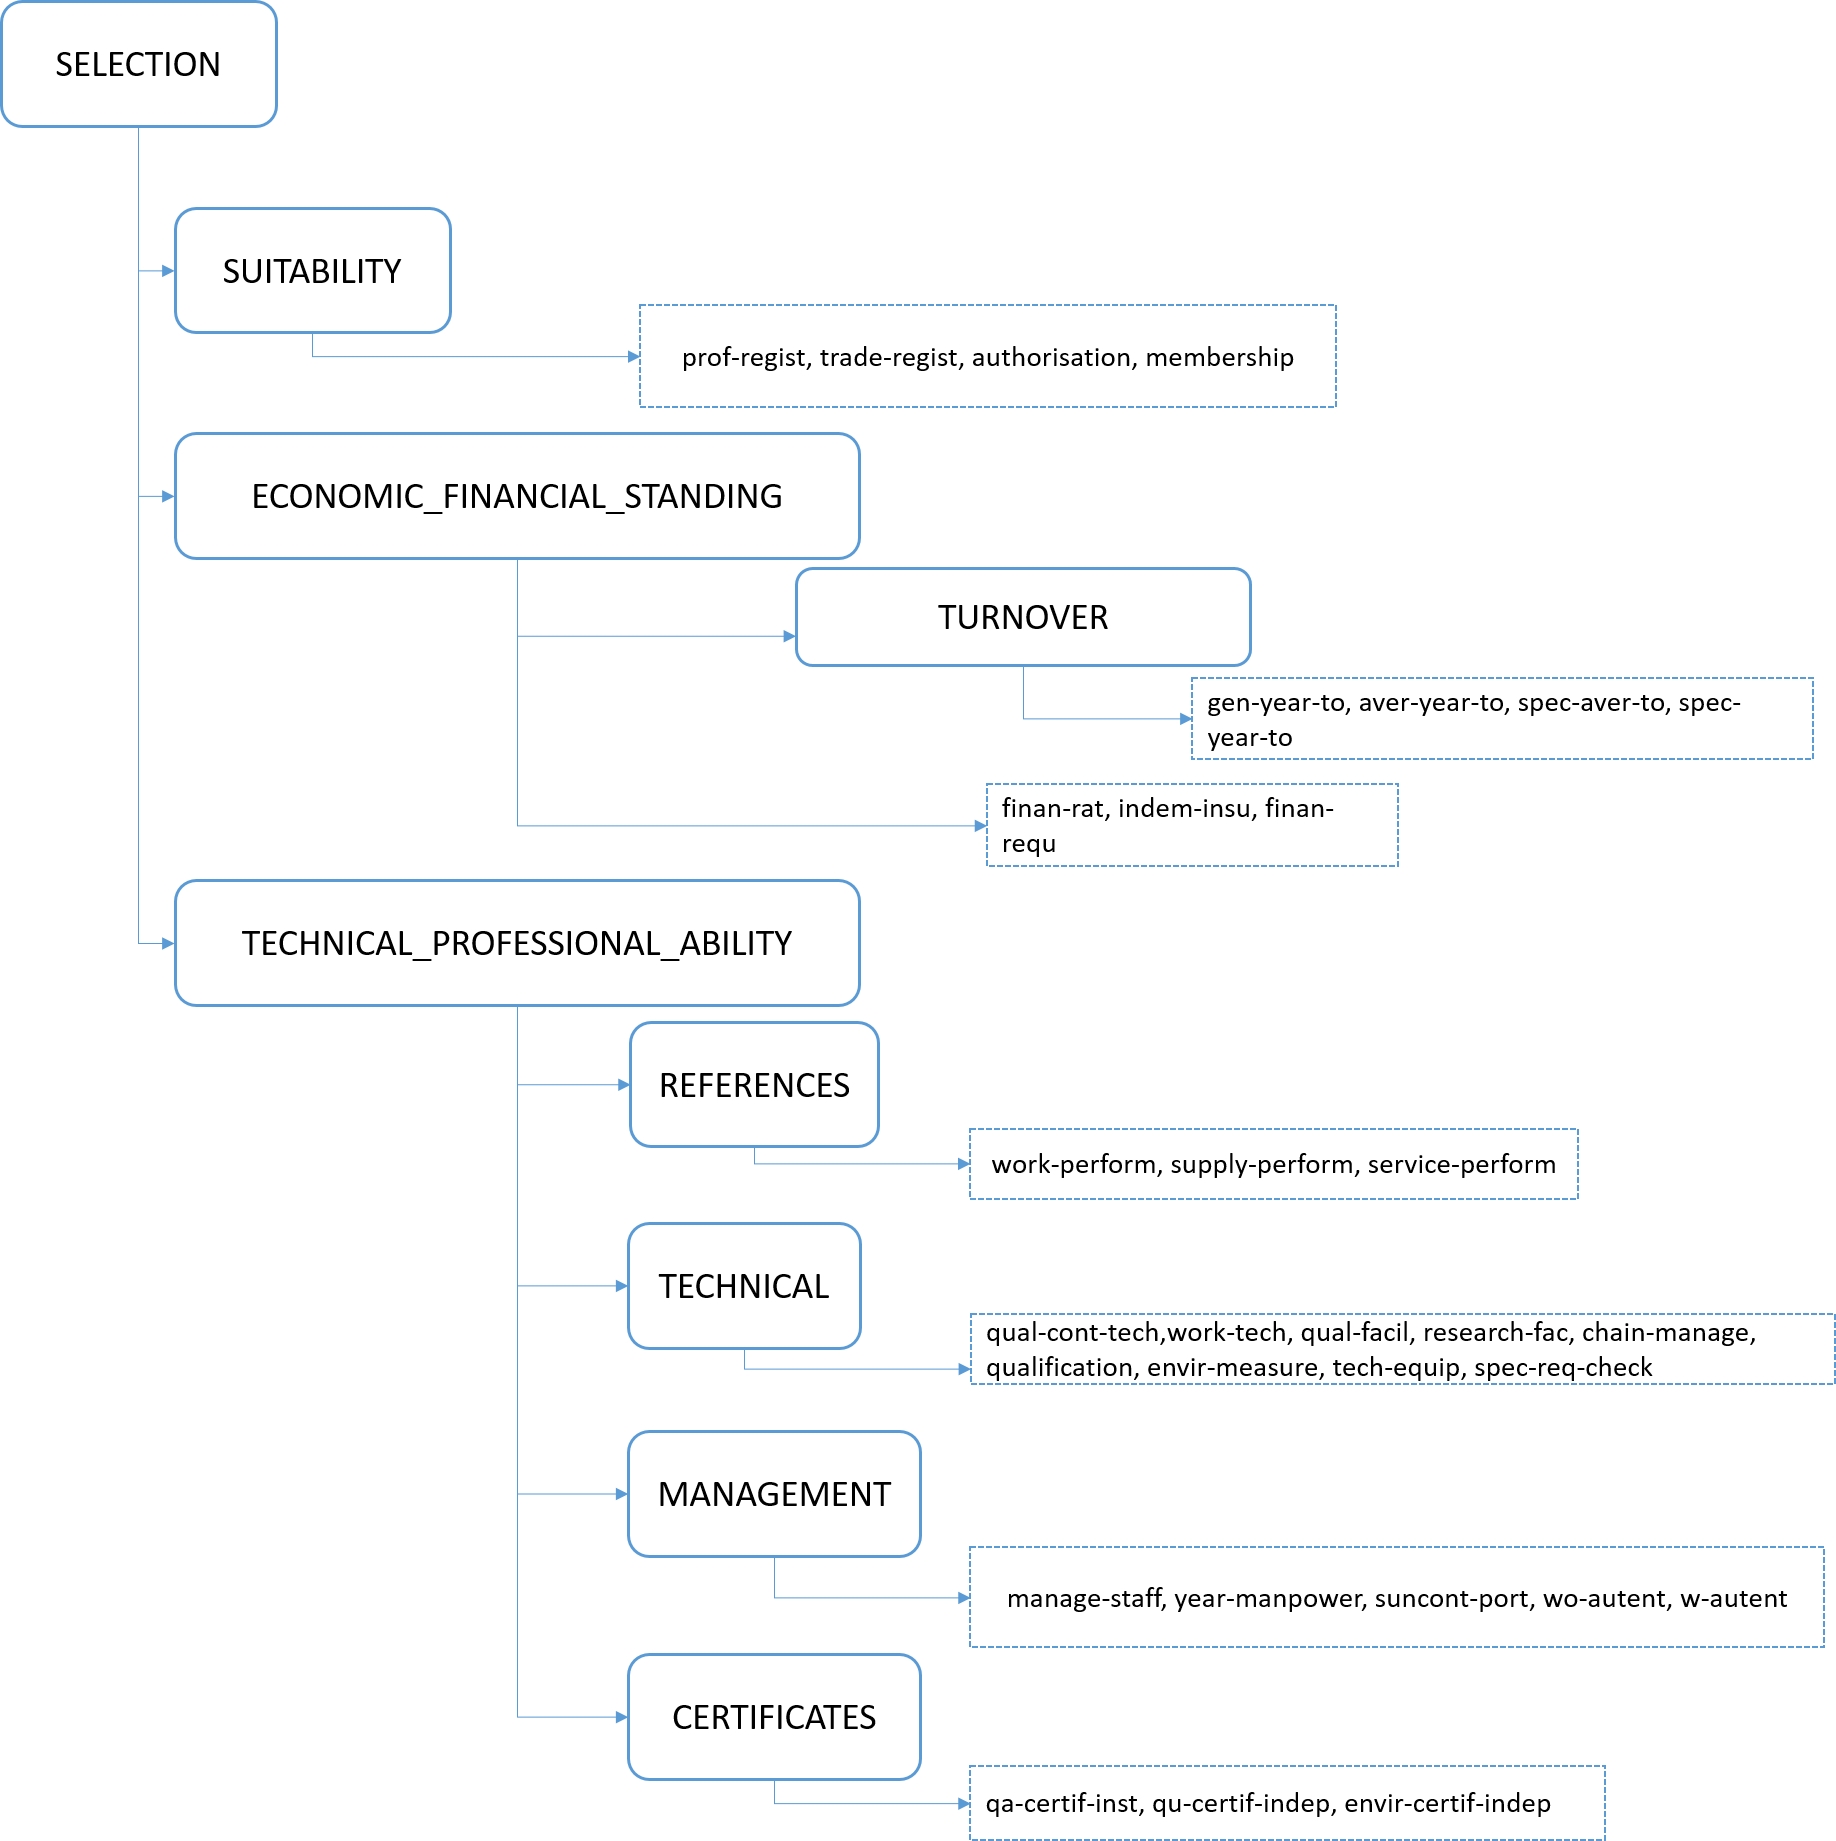 SELECTION
SUITABILITY
prof-regist, trade-regist, authorisation, membership
ECONOMIC_FINANCIAL_STANDING
TURNOVER
gen-year-to, aver-year-to, spec-aver-to, spec-
year-to
finan-rat, indem-insu, finan-
requ
TECHNICAL_PROFESSIONAL_ABILITY
REFERENCES
work-perform, supply-perform, service-perform
TECHNICAL
qual-cont-tech,work-tech, qual-facil, research-fac, chain-manage,
qualification, envir-measure, tech-equip, spec-req-check
MANAGEMENT
manage-staff, year-manpower, suncont-port, wo-autent, w-autent
CERTIFICATES
qa-certif-inst, qu-certif-indep, envir-certif-indep